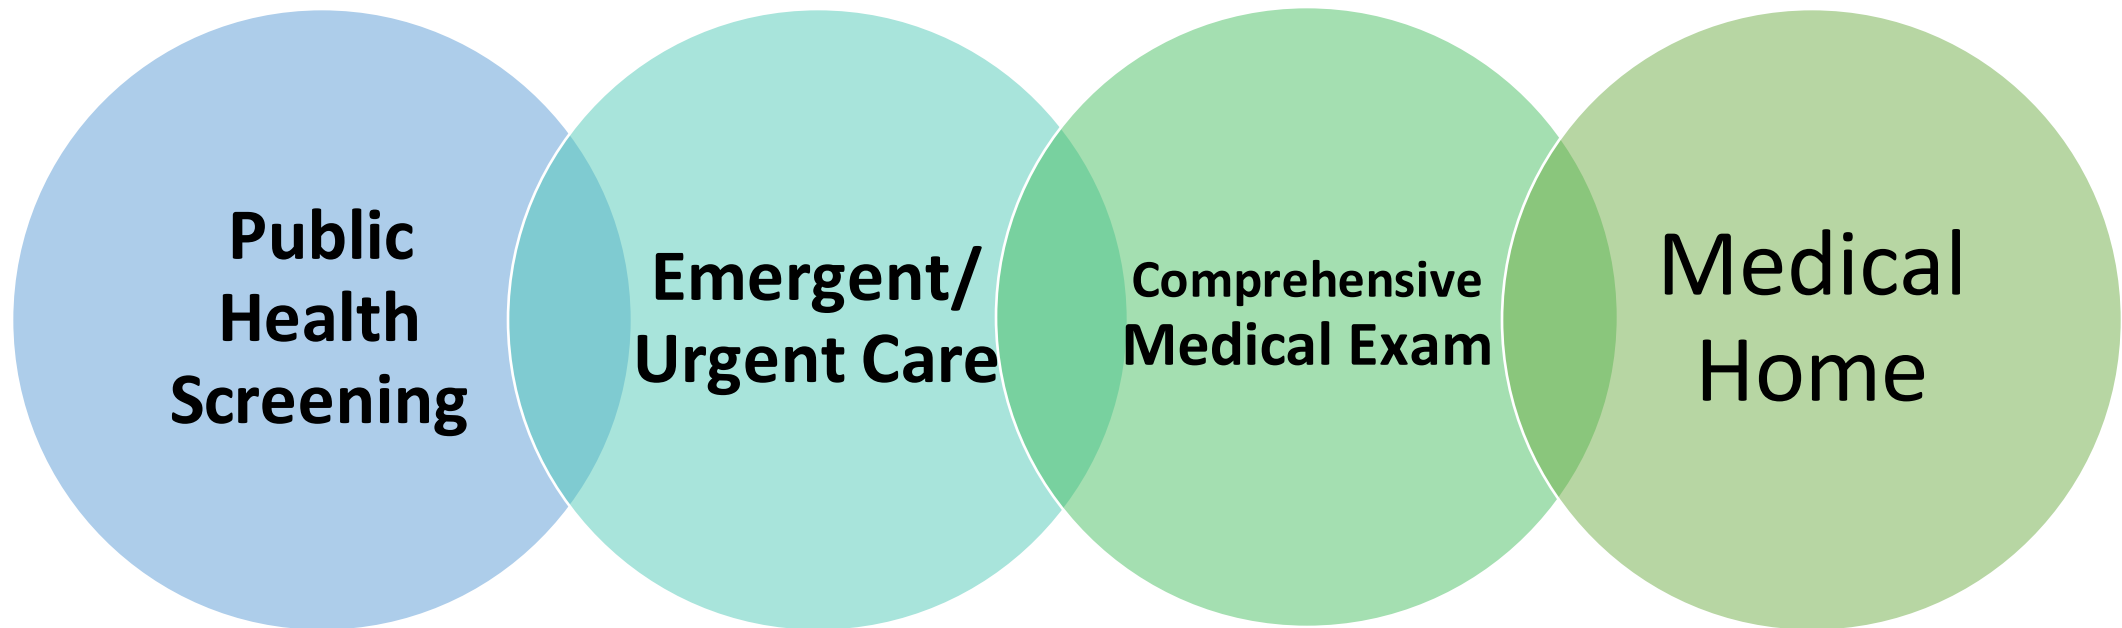 Public
Health
Screening
Emergent/
Urgent Care
Comprehensive
Medical Exam
Medical
Home